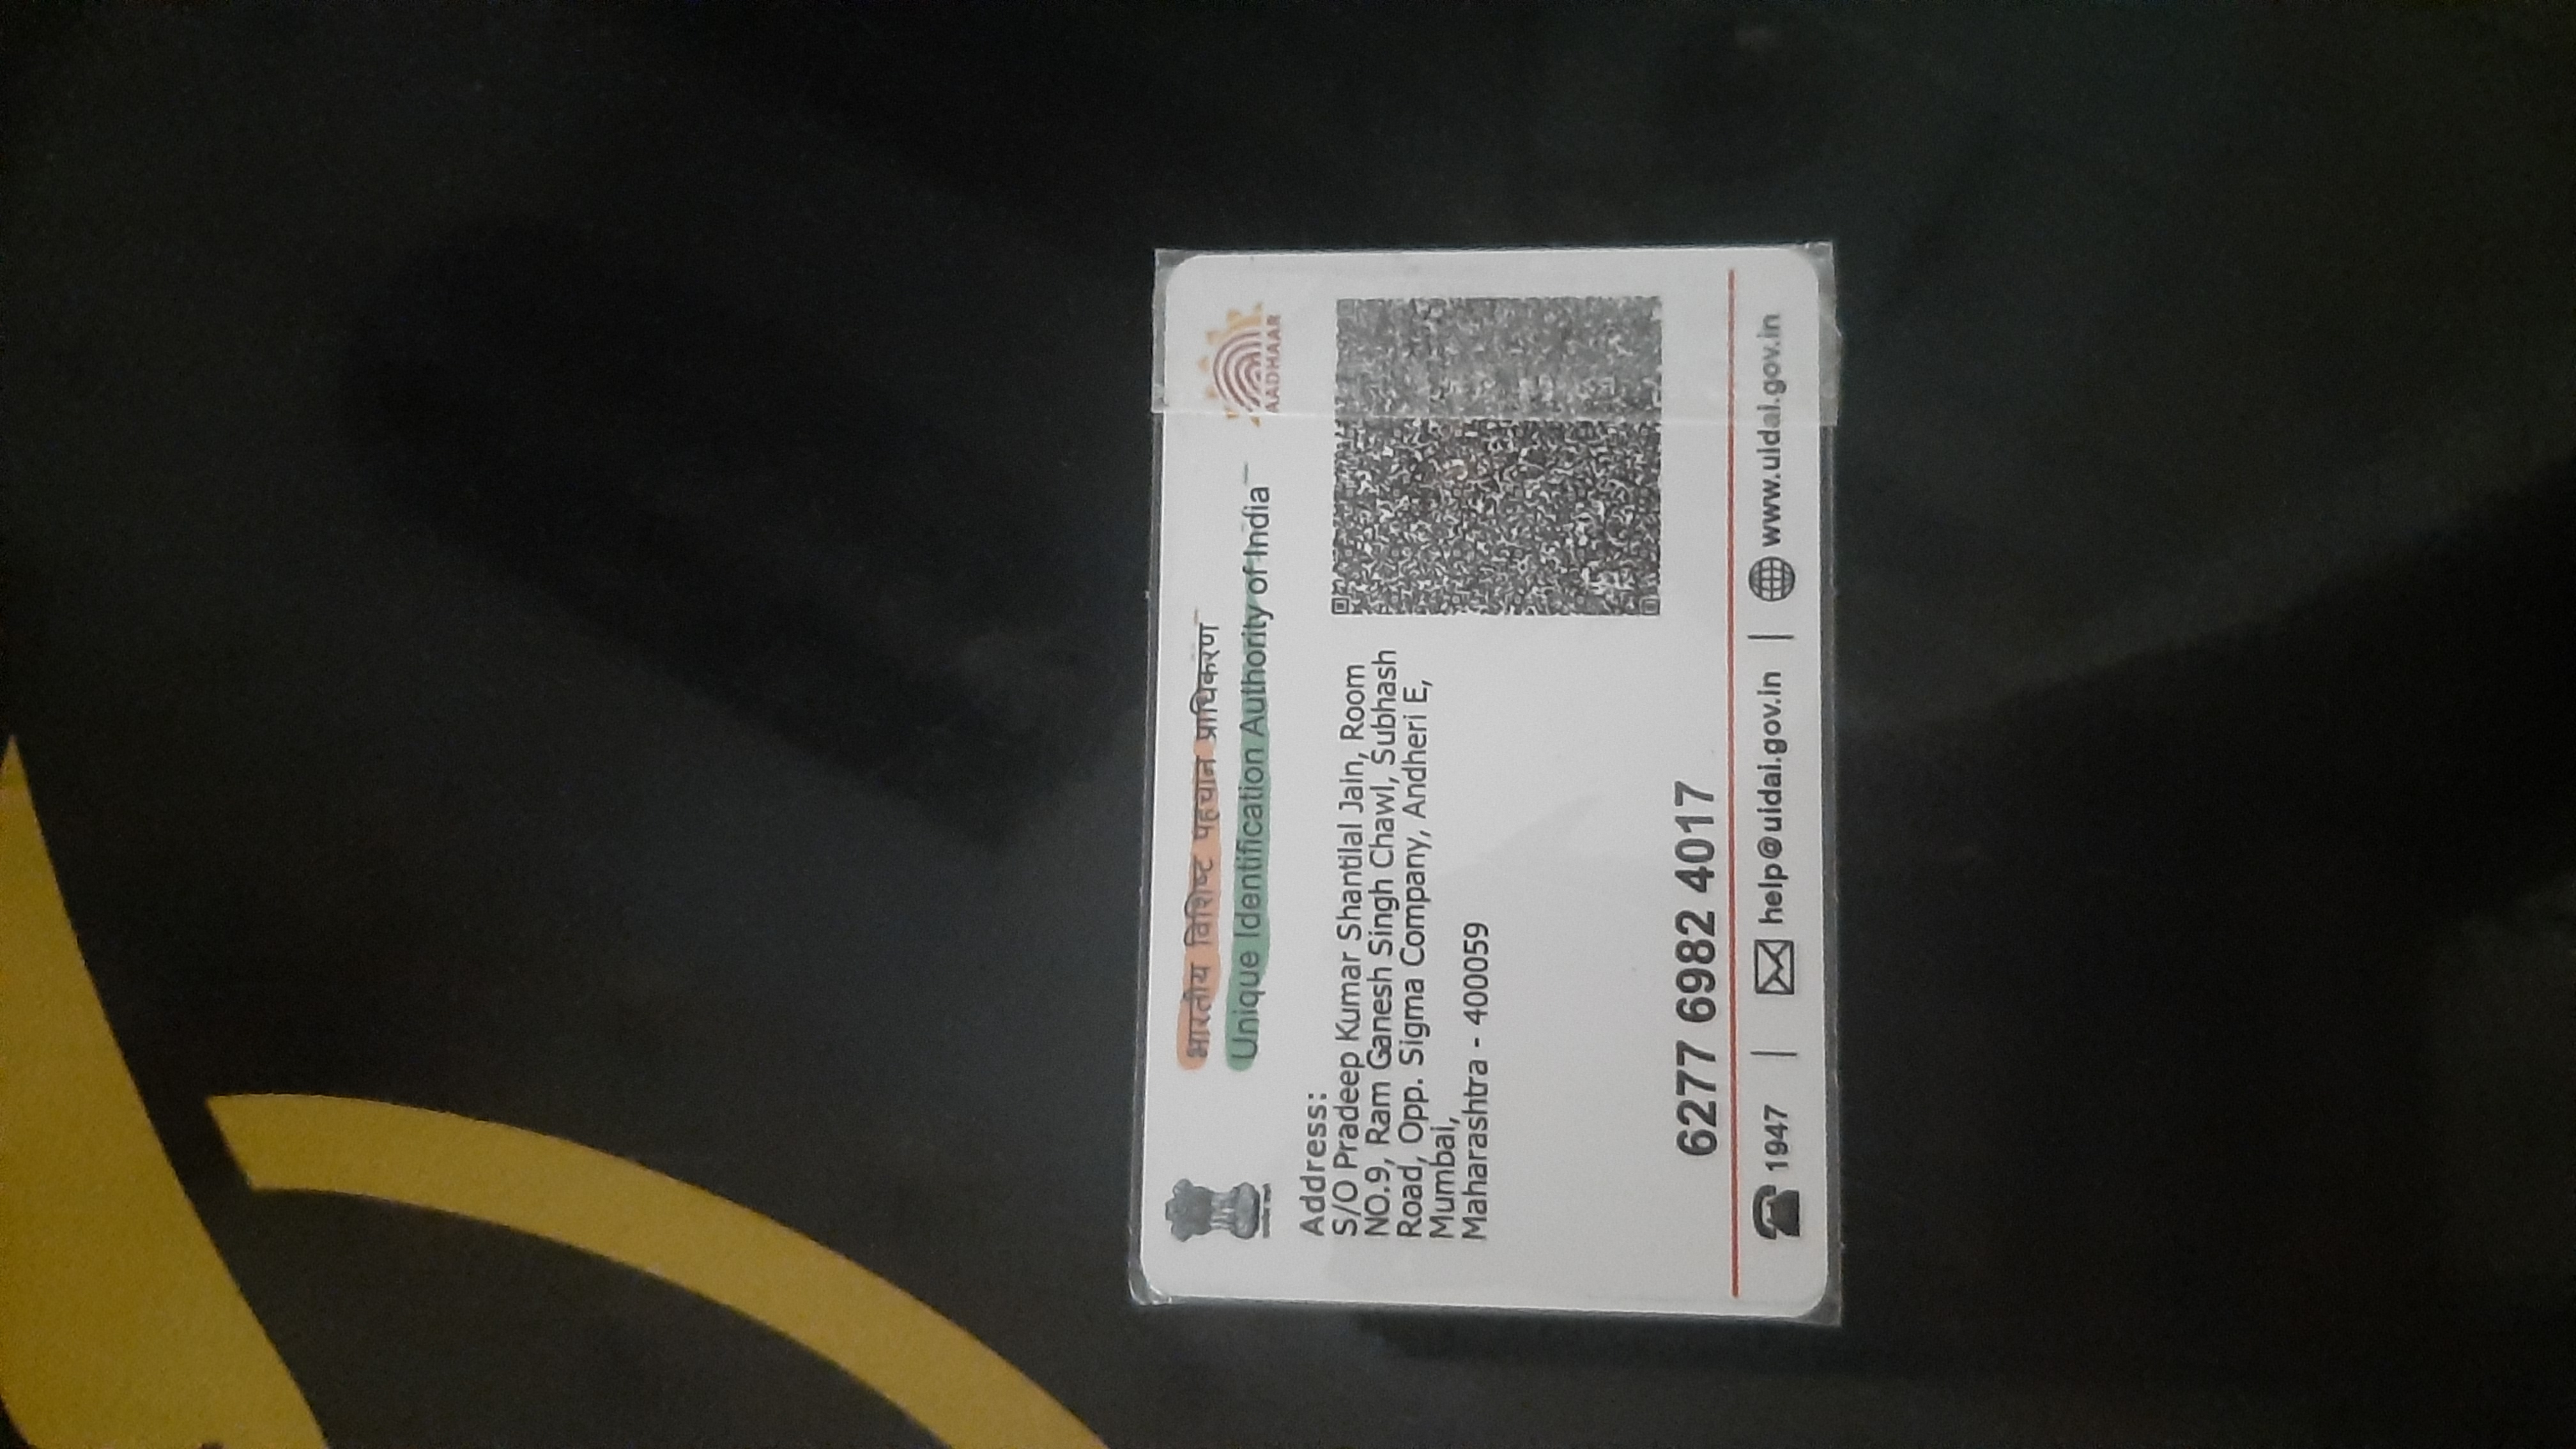 भारतीय विशिष्ट पहचान प्राधिकरण
Unique Identification Authority of India
AADHAAR
Address:
S/O Pradeep Kumar Shantilal Jain, Room
NO.9, Ram Ganesh Singh Chawl, Subhash
Road, Opp. Sigma Company, Andheri E,
Mumbai,
Maharashtra - 400059
6277 6982 4017
1947 | help@uidai.gov.in | www.uidai.gov.in